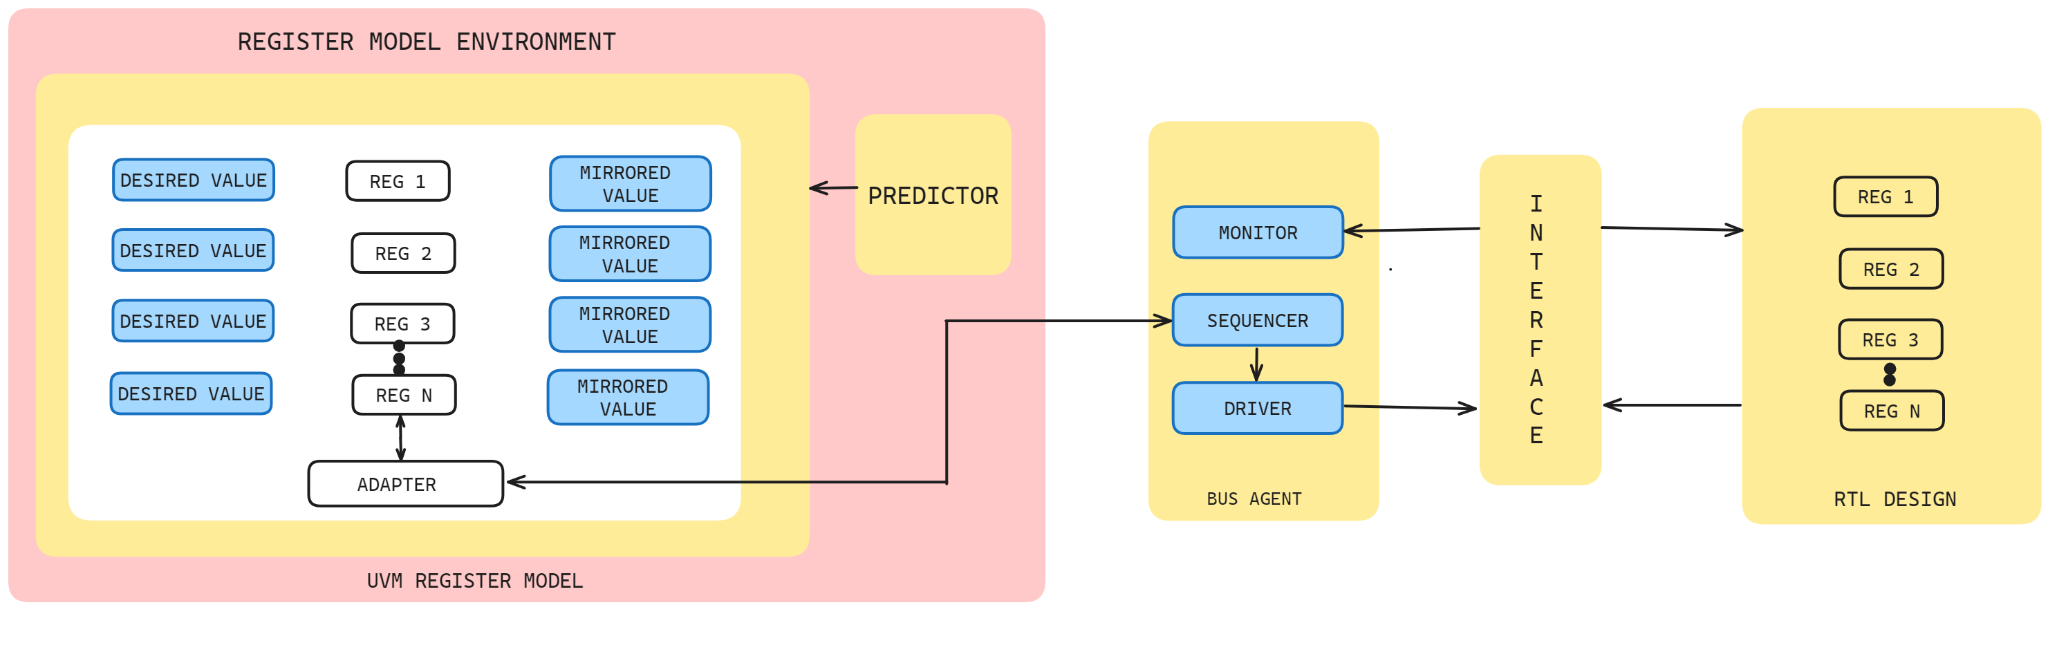 REGISTER MODEL ENVIRONMENT
DESIRED VALUE
REG 1
MIRRORED
VALUE
DESIRED VALUE
REG 2
MIRRORED
VALUE
DESIRED VALUE
REG 3
MIRRORED
VALUE
DESIRED VALUE
REG N
MIRRORED
VALUE
ADAPTER
UVM REGISTER MODEL
PREDICTOR
MONITOR
SEQUENCER
DRIVER
BUS AGENT
I
N
T
E
R
F
A
C
E
REG 1
REG 2
REG 3
REG N
RTL DESIGN